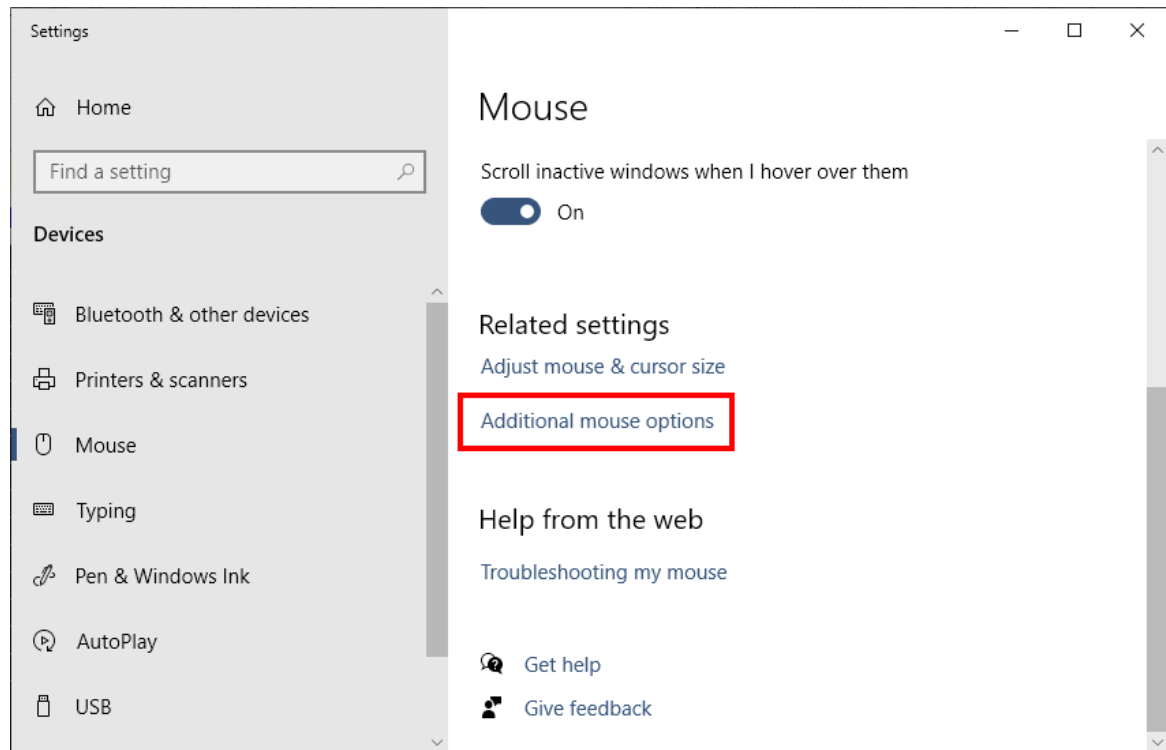 Settings
Home
Find a setting
Devices
Bluetooth & other devices
Printers & scanners
Mouse
Typing
Pen & Windows Ink
AutoPlay
USB
Mouse
Scroll inactive windows when I hover over them
On
Related settings
Adjust mouse & cursor size
Additional mouse options
Help from the web
Troubleshooting my mouse
Get help
Give feedback